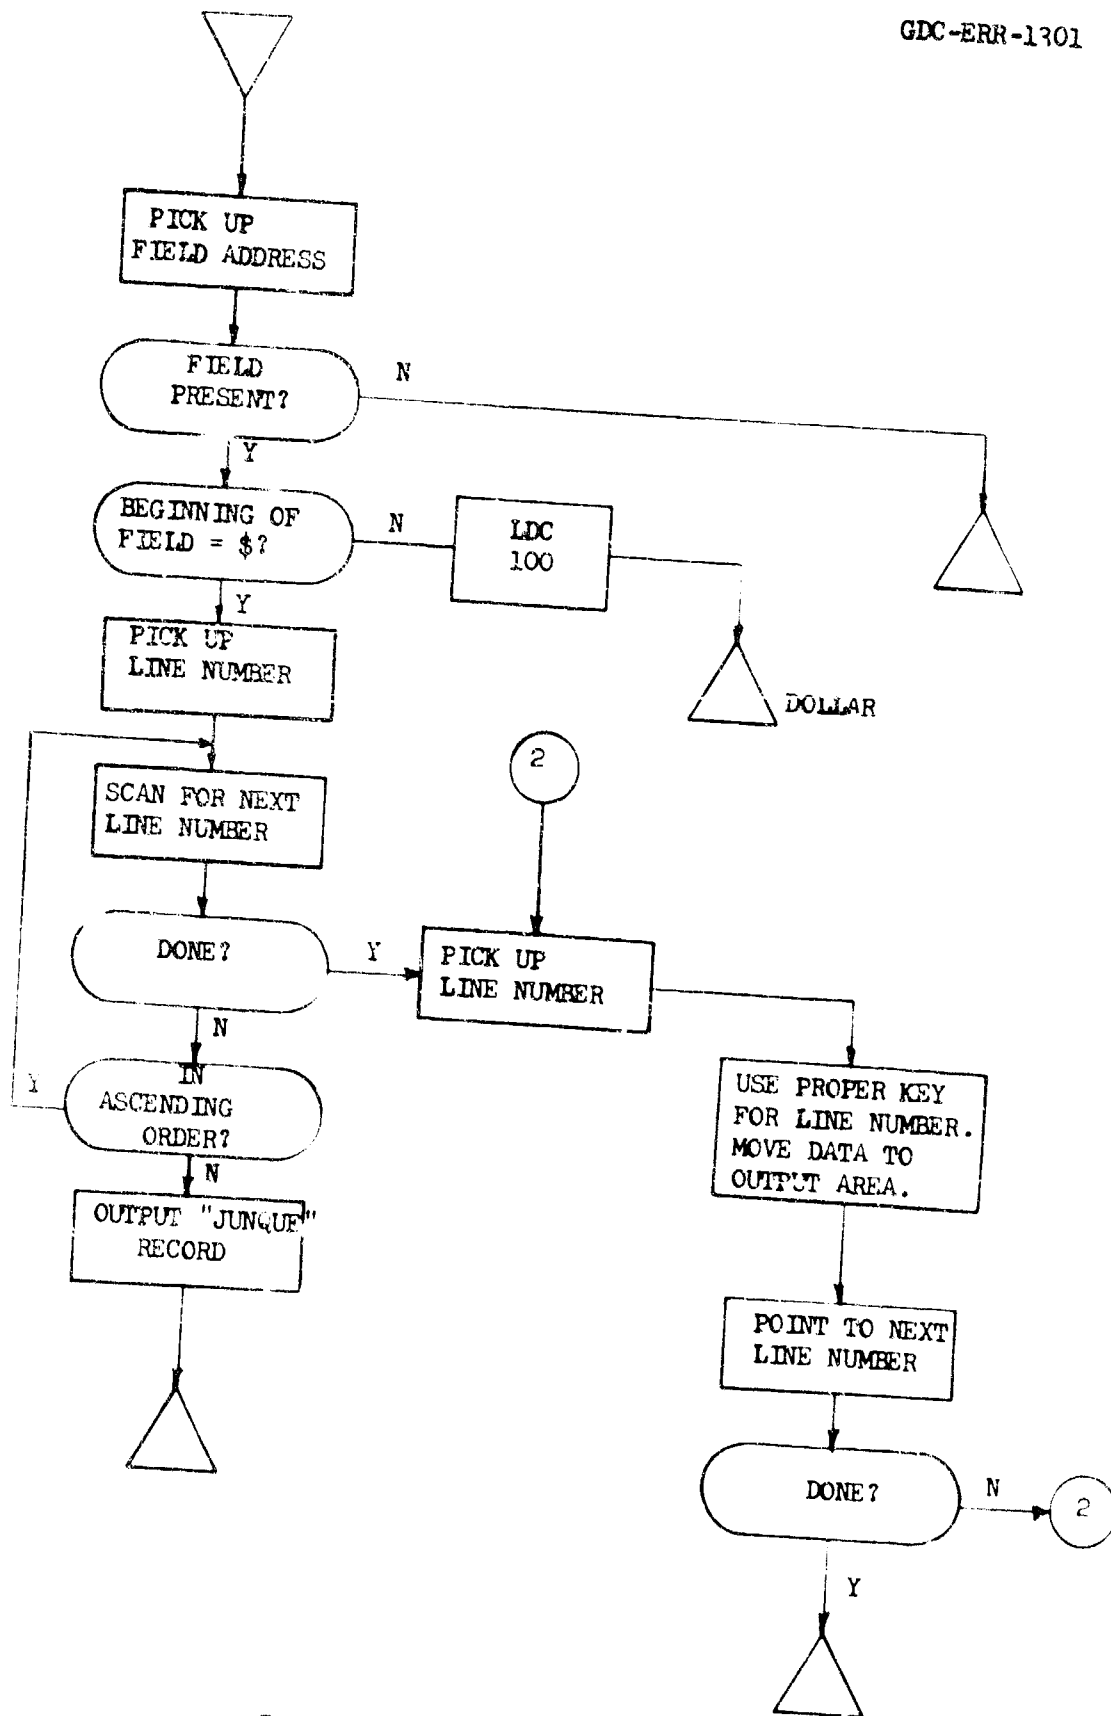 GDC-ERR-1301
PICK UP
FIELD ADDRESS
FIELD
PRESENT?
N
Y
BEGINNING OF
FIELD = $?
N
LDC
100
Y
DOLLAR
PICK UP
LINE NUMBER
SCAN FOR NEXT
LINE NUMBER
2
DONE?
Y
PICK UP
LINE NUMBER
N
IN
ASCENDING
ORDER?
Y
N
USE PROPER KEY
FOR LINE NUMBER.
MOVE DATA TO
OUTPUT AREA.
OUTPUT "JUNQUE"
RECORD
POINT TO NEXT
LINE NUMBER
DONE?
N
2
Y